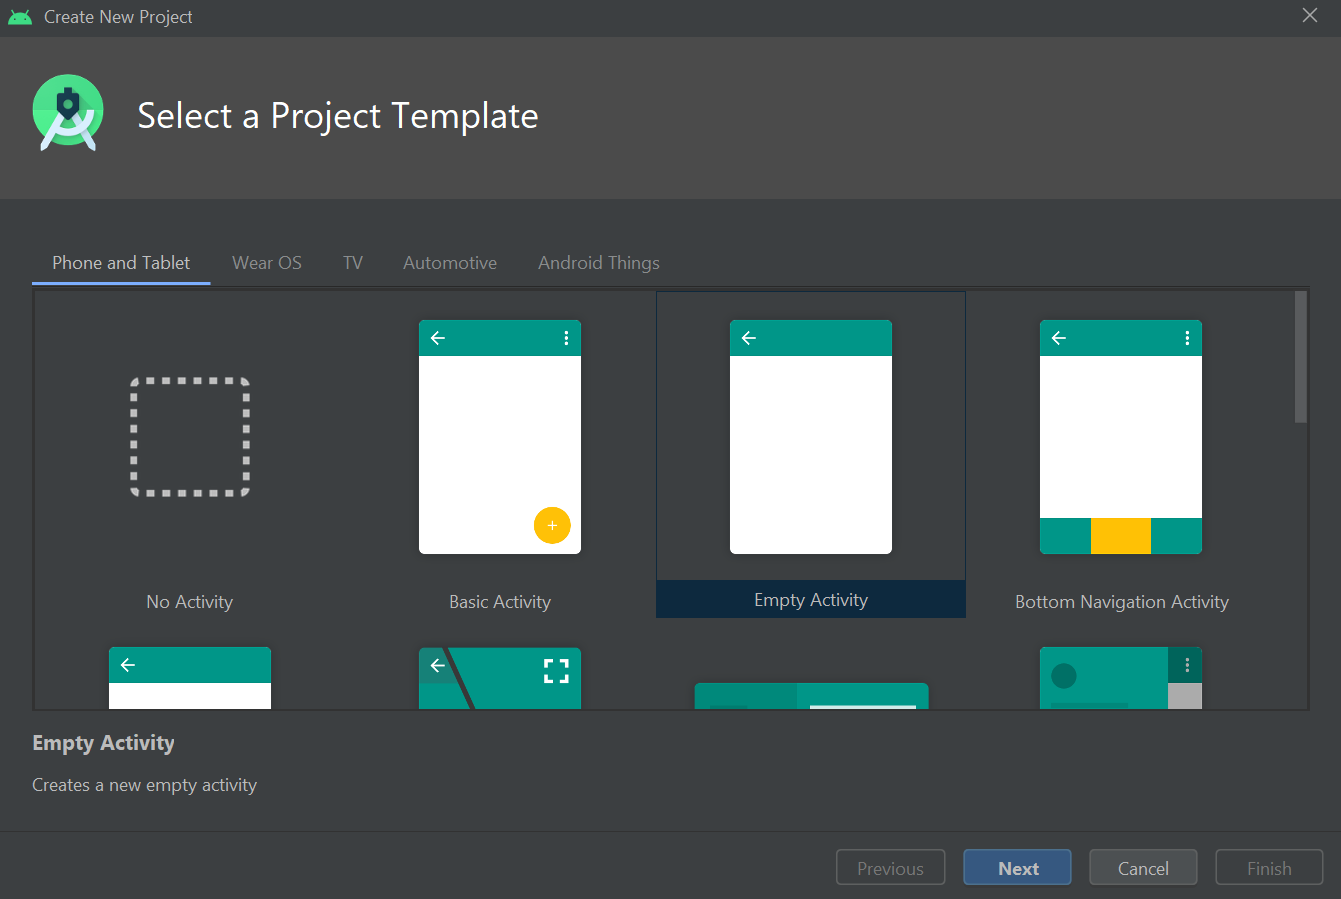 Create New Project
Select a Project Template
Phone and Tablet Wear OS TV Automotive Android Things
No Activity Basic Activity Empty Activity Bottom Navigation Activity
Empty Activity
Creates a new empty activity
Previous Next Cancel Finish